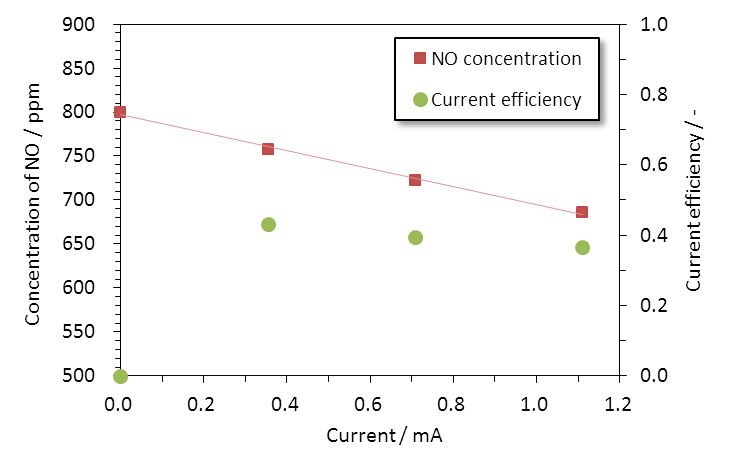 900
850
800
750
700
650
600
550
500
Concentration of NO / ppm
NO concentration
Current efficiency
1.0
0.8
0.6
0.4
0.2
0.0
Current efficiency / -
0.0 0.2 0.4 0.6 0.8 1.0 1.2
Current / mA